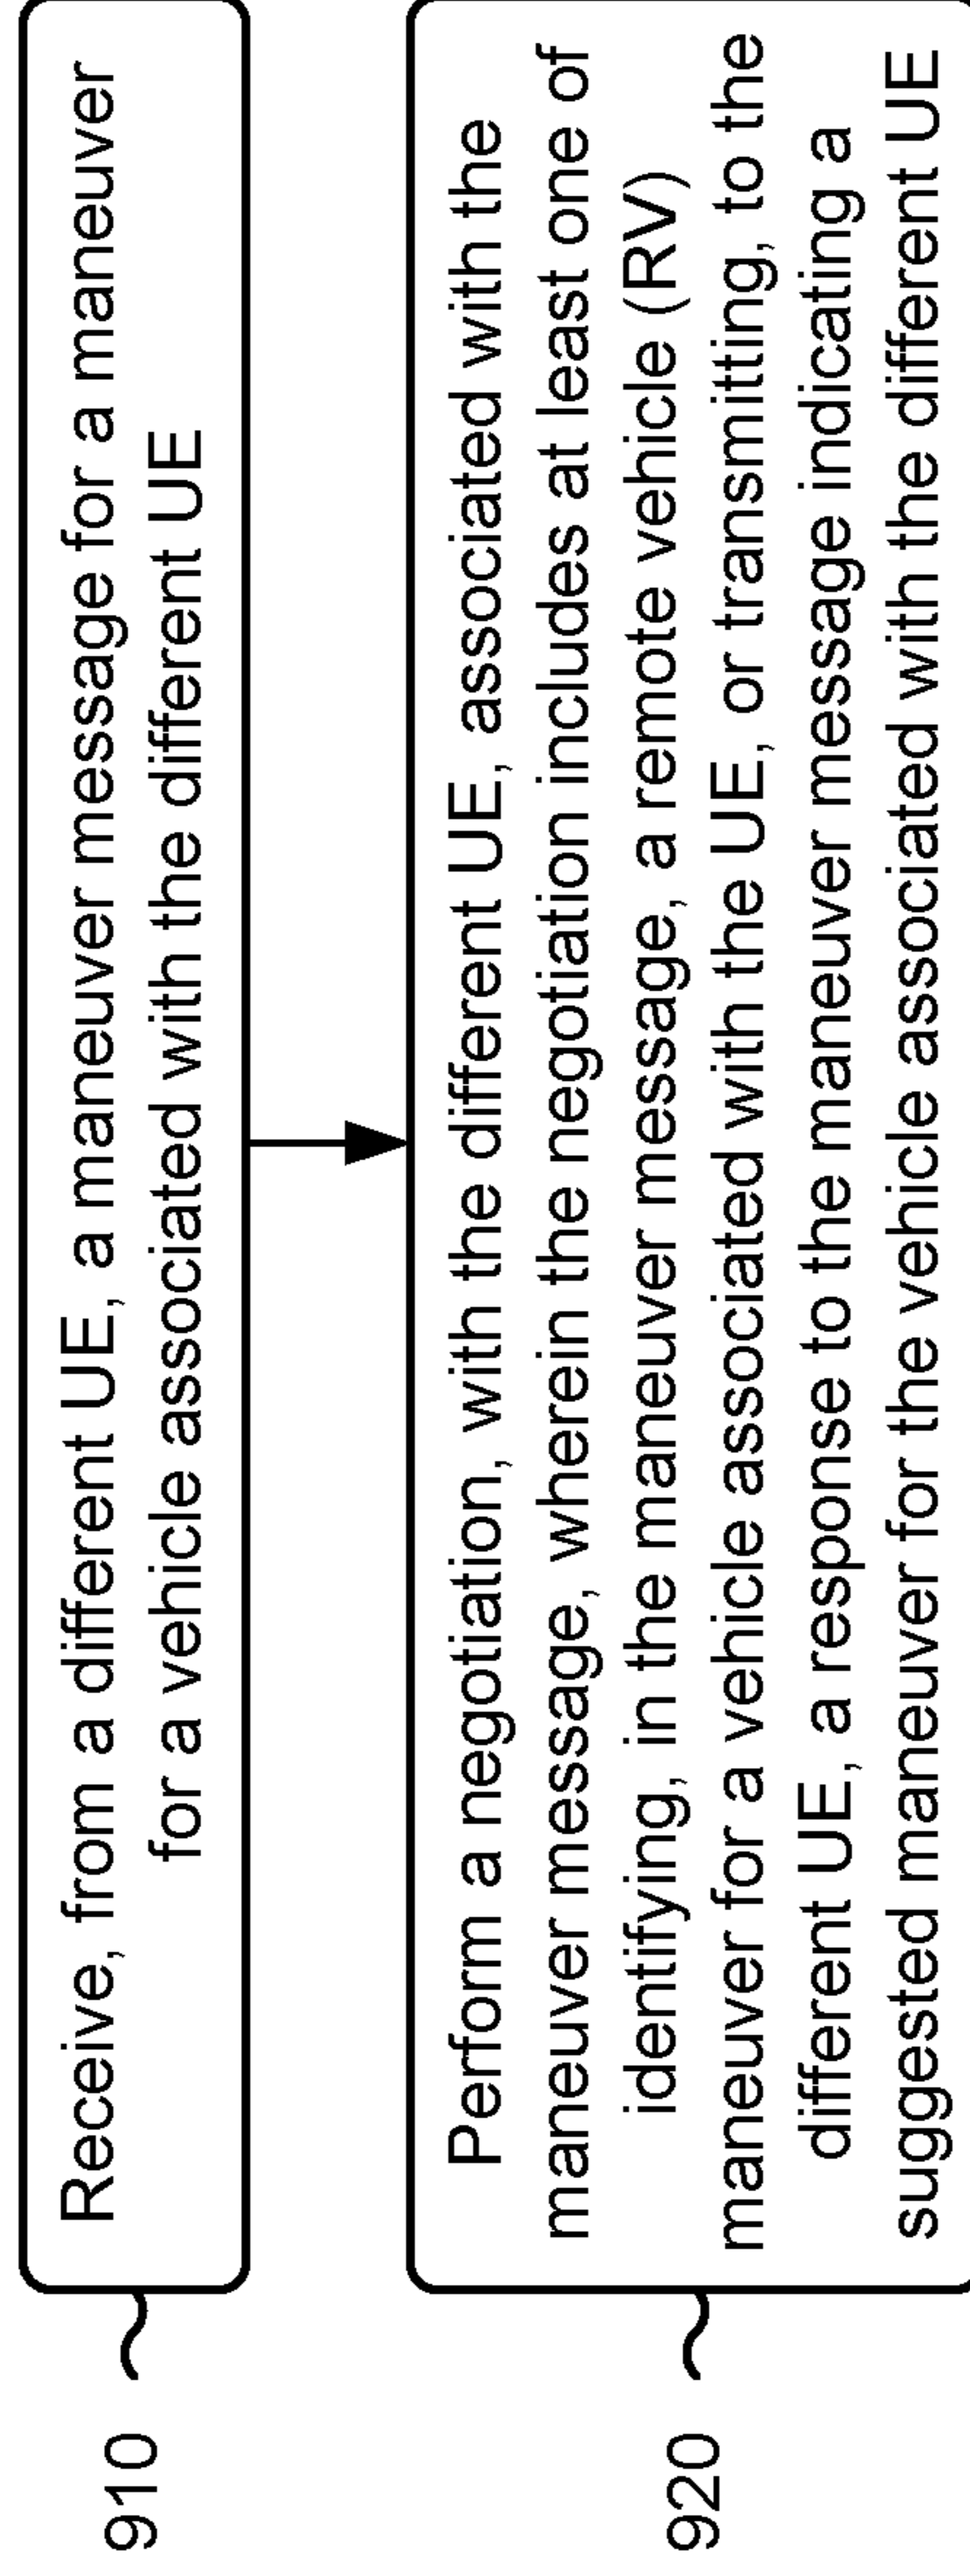 910
Receive, from a different UE, a maneuver message for a maneuver
for a vehicle associated with the different UE
920
Perform a negotiation, with the different UE, associated with the
maneuver message, wherein the negotiation includes at least one of
identifying, in the maneuver message, a remote vehicle (RV)
maneuver for a vehicle associated with the UE, or transmitting, to the
different UE, a response to the maneuver message indicating a
suggested maneuver for the vehicle associated with the different UE